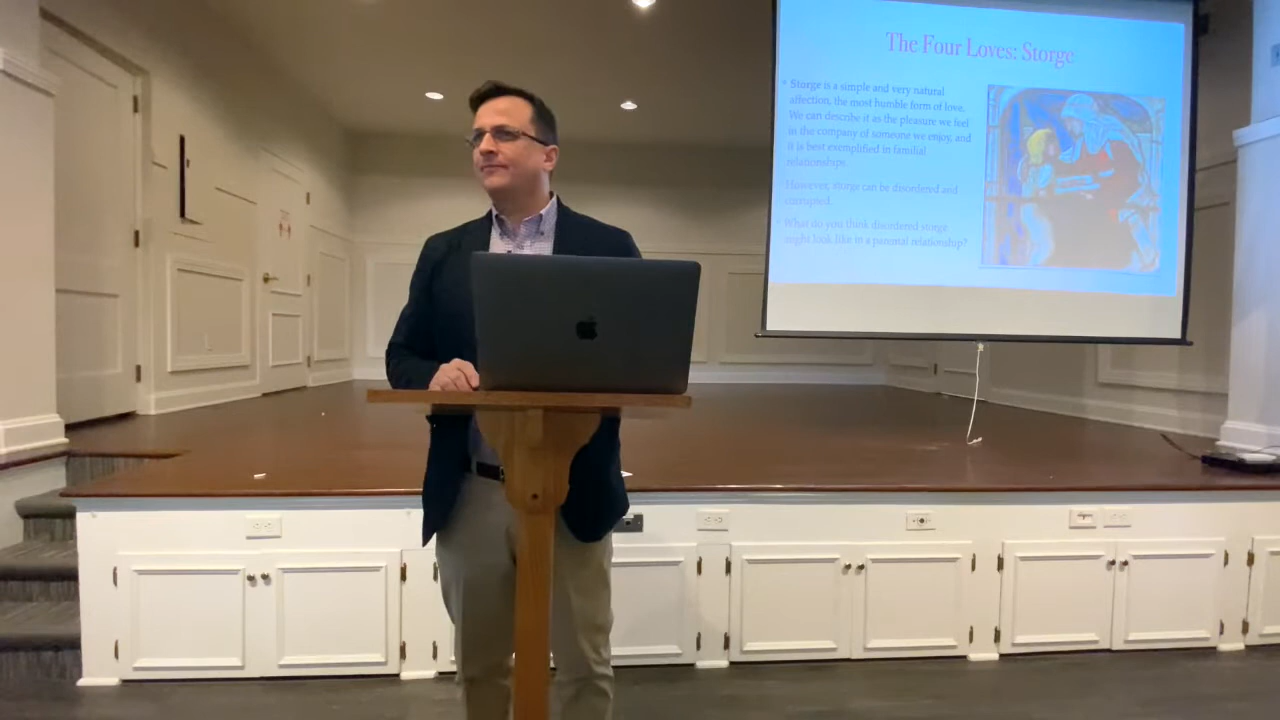 The Four Loves: Storge
Storge is a simple and very natural
affection, the most humble form of love.
We can describe it as the pleasure we feel
in the company of someone we enjoy, and
it is best exemplified in familial
relationships.
However, storge can be disordered and
corrupted.
What do you think disordered storge
might look like in a parental relationship?